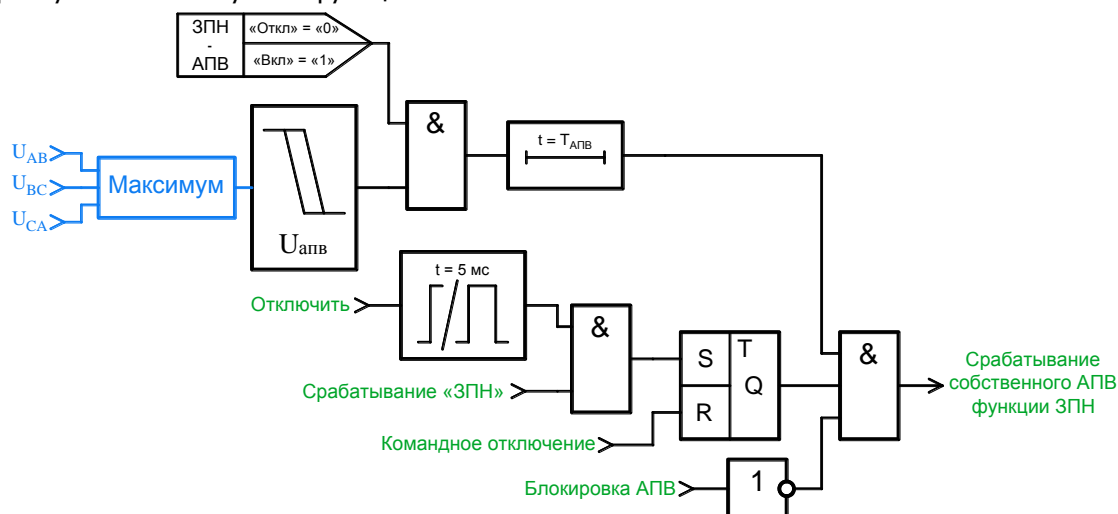 ЗПН
-
АПВ
«Откл» = «0»
«Вкл» = «1»
&
t = TАПВ
UAB
UBC
UCA
Максимум
Uапв
t = 5 мс
Отключить
&
Срабатывание «ЗПН»
S
T
Q
R
&
Срабатывание
собственного АПВ
функции ЗПН
Командное отключение
Блокировка АПВ
1